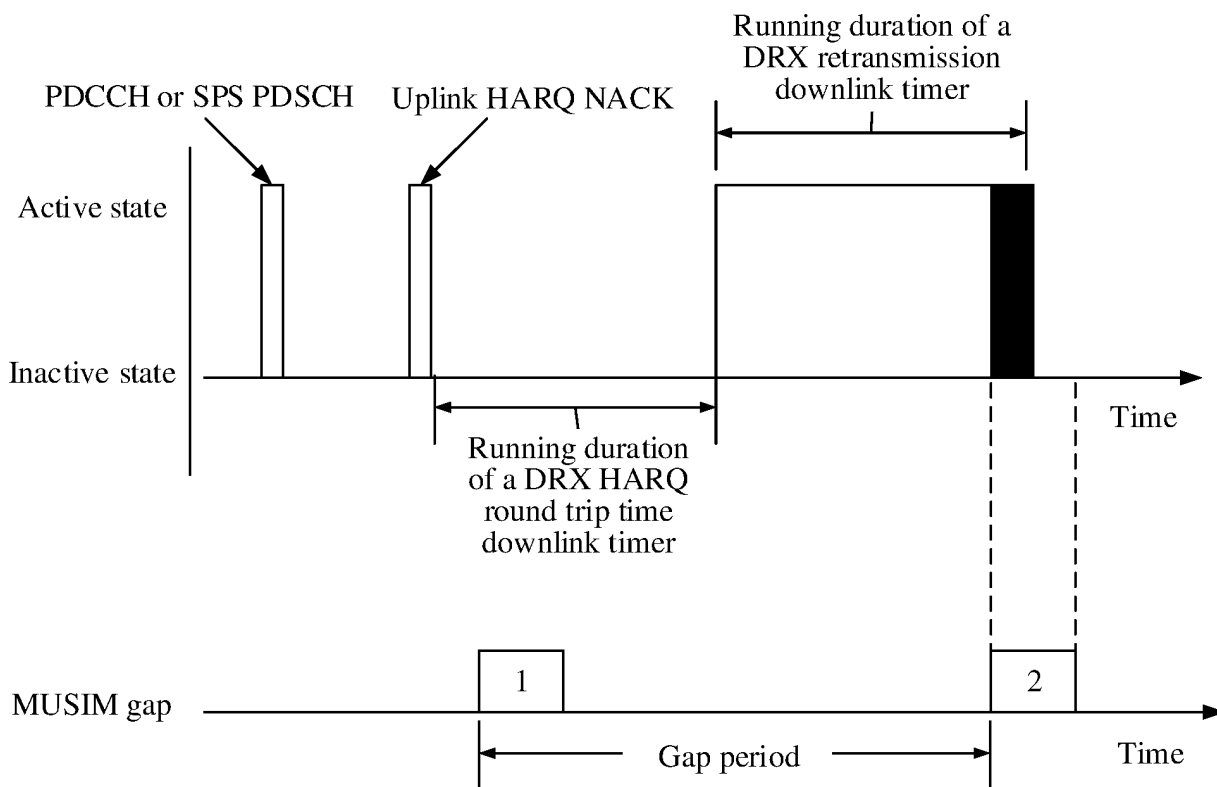 Running duration of a
DRX retransmission
downlink timer
PDCCH or SPS PDSCH
Uplink HARQ NACK
Active state
Inactive state
Time
Running duration
of a DRX HARQ
round trip time
downlink timer
1
2
MUSIM gap
Gap period
Time